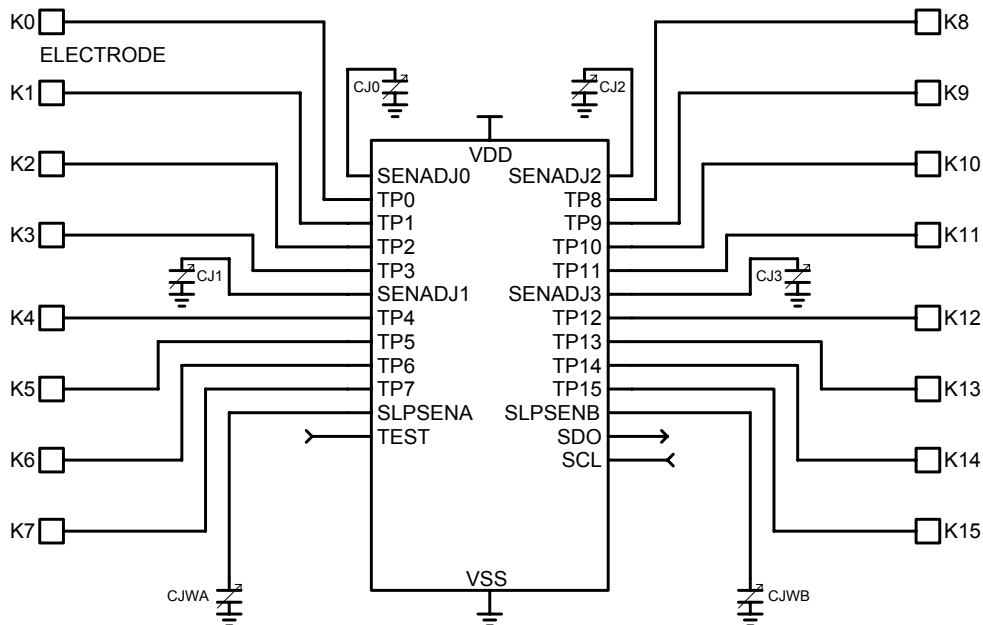 K0
K8
ELECTRODE
CJ0
CJ2
K1
K9
VDD
K2
K10
SENADJ0
SENADJ2
TP0
TP8
TP1
TP9
K3
K11
TP2
TP10
TP3
TP11
CJ1
CJ3
SENADJ1
SENADJ3
K4
K12
TP4
TP12
TP5
TP13
TP6
TP14
K5
K13
TP7
TP15
SLPSENA
SLPSENB
TEST
SDO
K6
K14
SCL
K7
K15
VSS
CJWA
CJWB